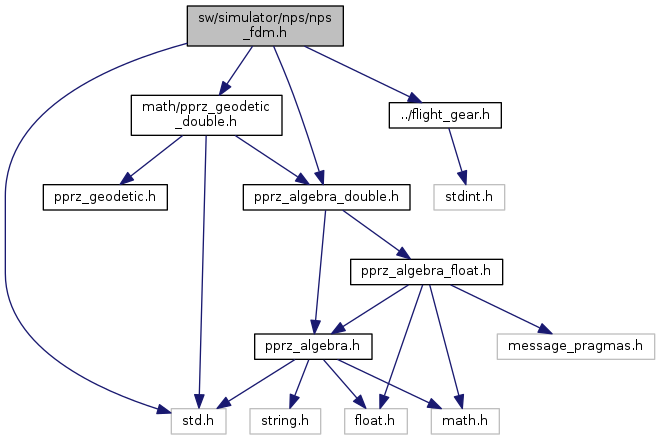 sw/simulator/nps/nps
_fdm.h
math/pprz_geodetic
_double.h
../flight_gear.h
pprz_geodetic.h
pprz_algebra_double.h
stdint.h
pprz_algebra_float.h
pprz_algebra.h
message_pragmas.h
std.h
string.h
float.h
math.h